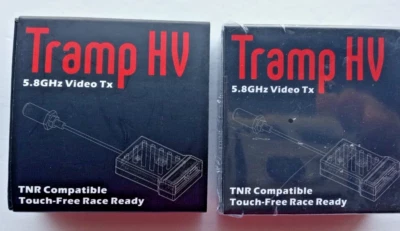 Tramp HV
5.8GHz Video Tx
TNR Compatible
Touch-Free Race Ready
Tramp HV
5.8GHz Video Tx
TNR Compatible
Touch-Free Race Ready